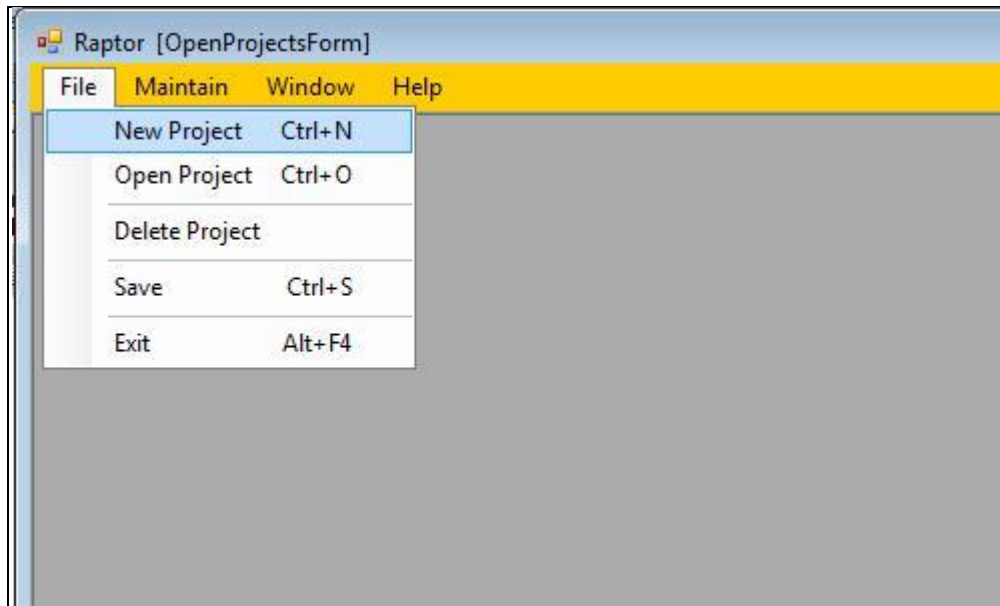 Raptor [OpenProjectsForm]
File Maintain Window Help
New Project Ctrl+N
Open Project Ctrl+O
Delete Project
Save Ctrl+S
Exit Alt+F4